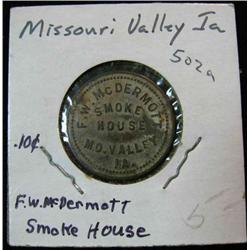 Missouri Valley Ia
502a
F.W. McDERMOTT
SMOKE
HOUSE
MO. VALLEY
IA.
.10¢
F.W. McDermott
Smoke House
5